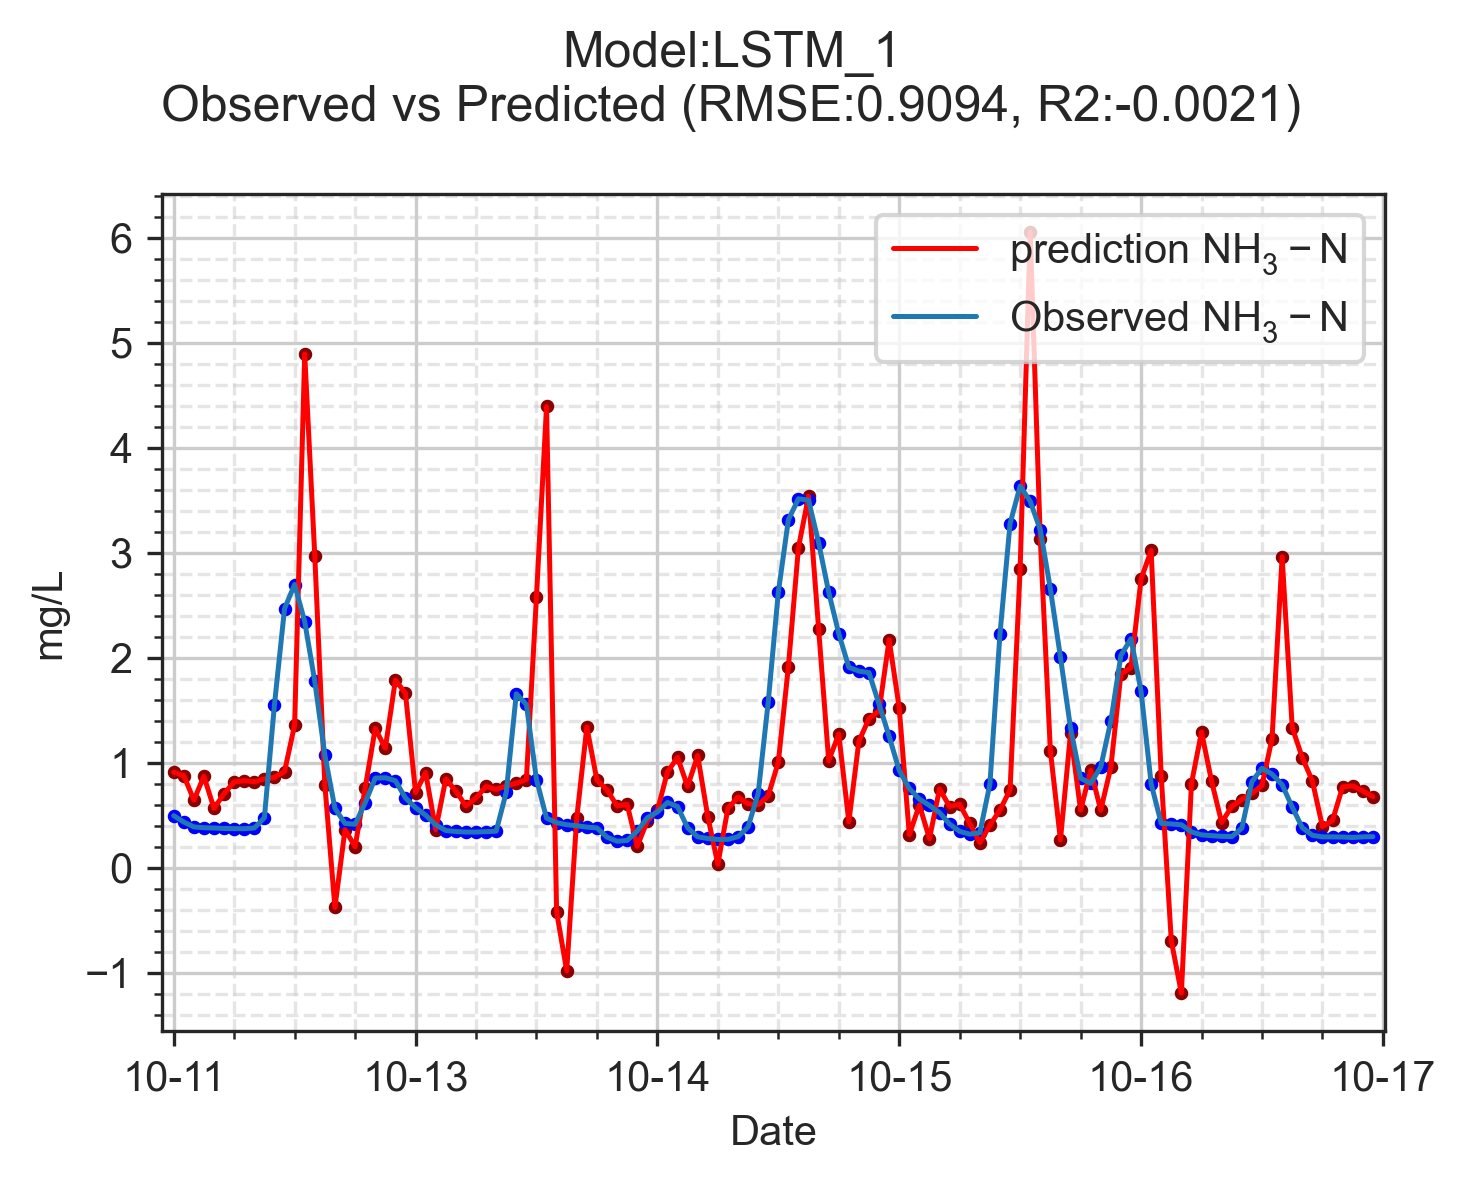 Model:LSTM_1
Observed vs Predicted (RMSE:0.9094, R2:-0.0021)
prediction NH₃ − N
Observed NH₃ − N
6
5
4
3
2
1
0
−1
mg/L
10-11 10-13 10-14 10-15 10-16 10-17
Date